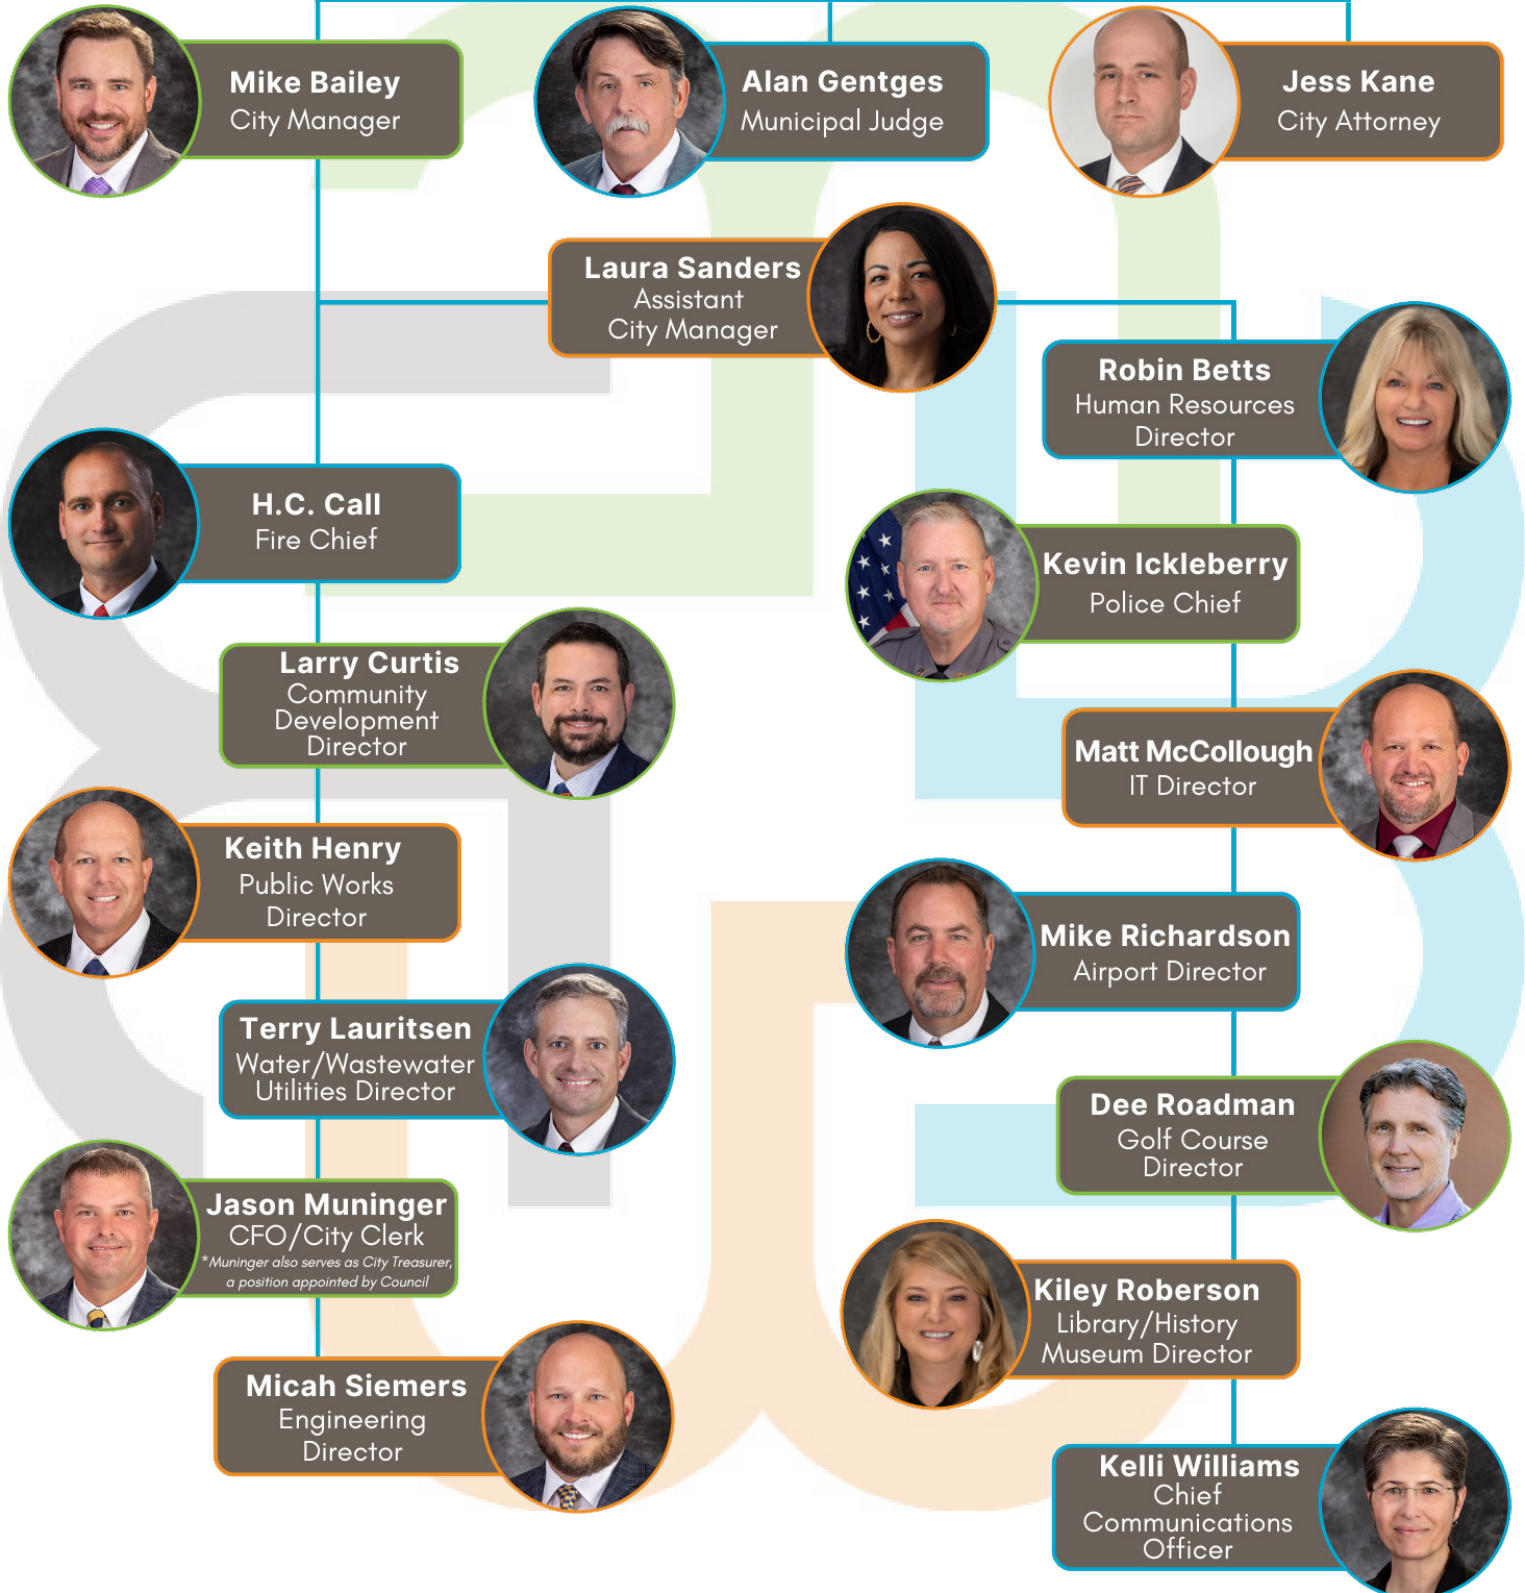 Mike Bailey
City Manager
Alan Gentges
Municipal Judge
Jess Kane
City Attorney
Laura Sanders
Assistant
City Manager
Robin Betts
Human Resources
Director
H.C. Call
Fire Chief
Kevin Ickleberry
Police Chief
Larry Curtis
Community
Development
Director
Matt McCollough
IT Director
Keith Henry
Public Works
Director
Mike Richardson
Airport Director
Terry Lauritsen
Water/Wastewater
Utilities Director
Dee Roadman
Golf Course
Director
Jason Muninger
CFO/City Clerk
*Muninger also serves as City Treasurer,
a position appointed by Council
Kiley Roberson
Library/History
Museum Director
Micah Siemers
Engineering
Director
Kelli Williams
Chief
Communications
Officer